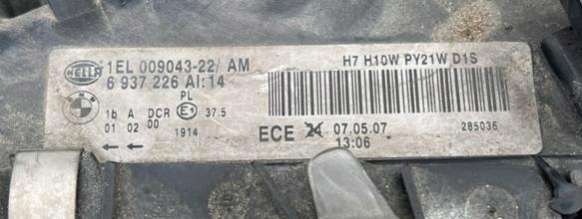 HELLA 1EL 009043-22/ AM H7 H10W PY21W D1S
6 937 226 AI:14
PL
1b A DCR E1 37.5
01 02 00
1914 ECE 24 07.05.07 285036
13:06